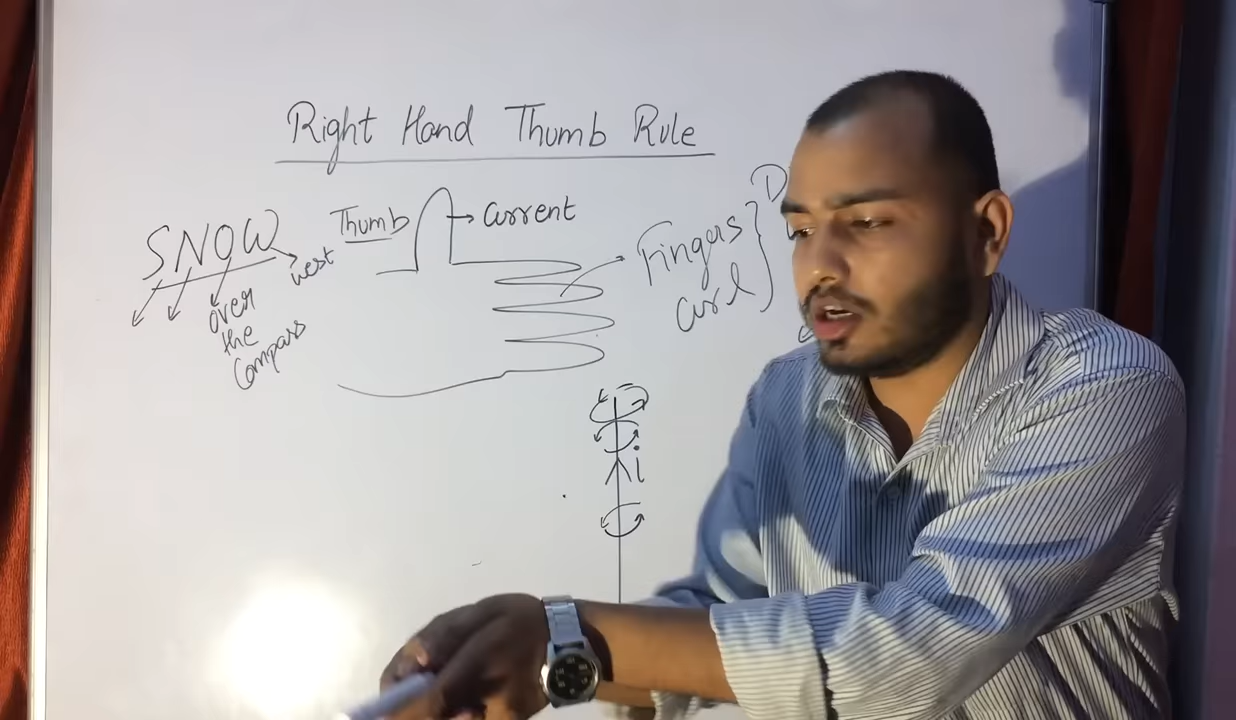 Right Hand Thumb Rule
SNOW
west
over
the
Compass
Thumb
Current
Fingers
curl
D
i